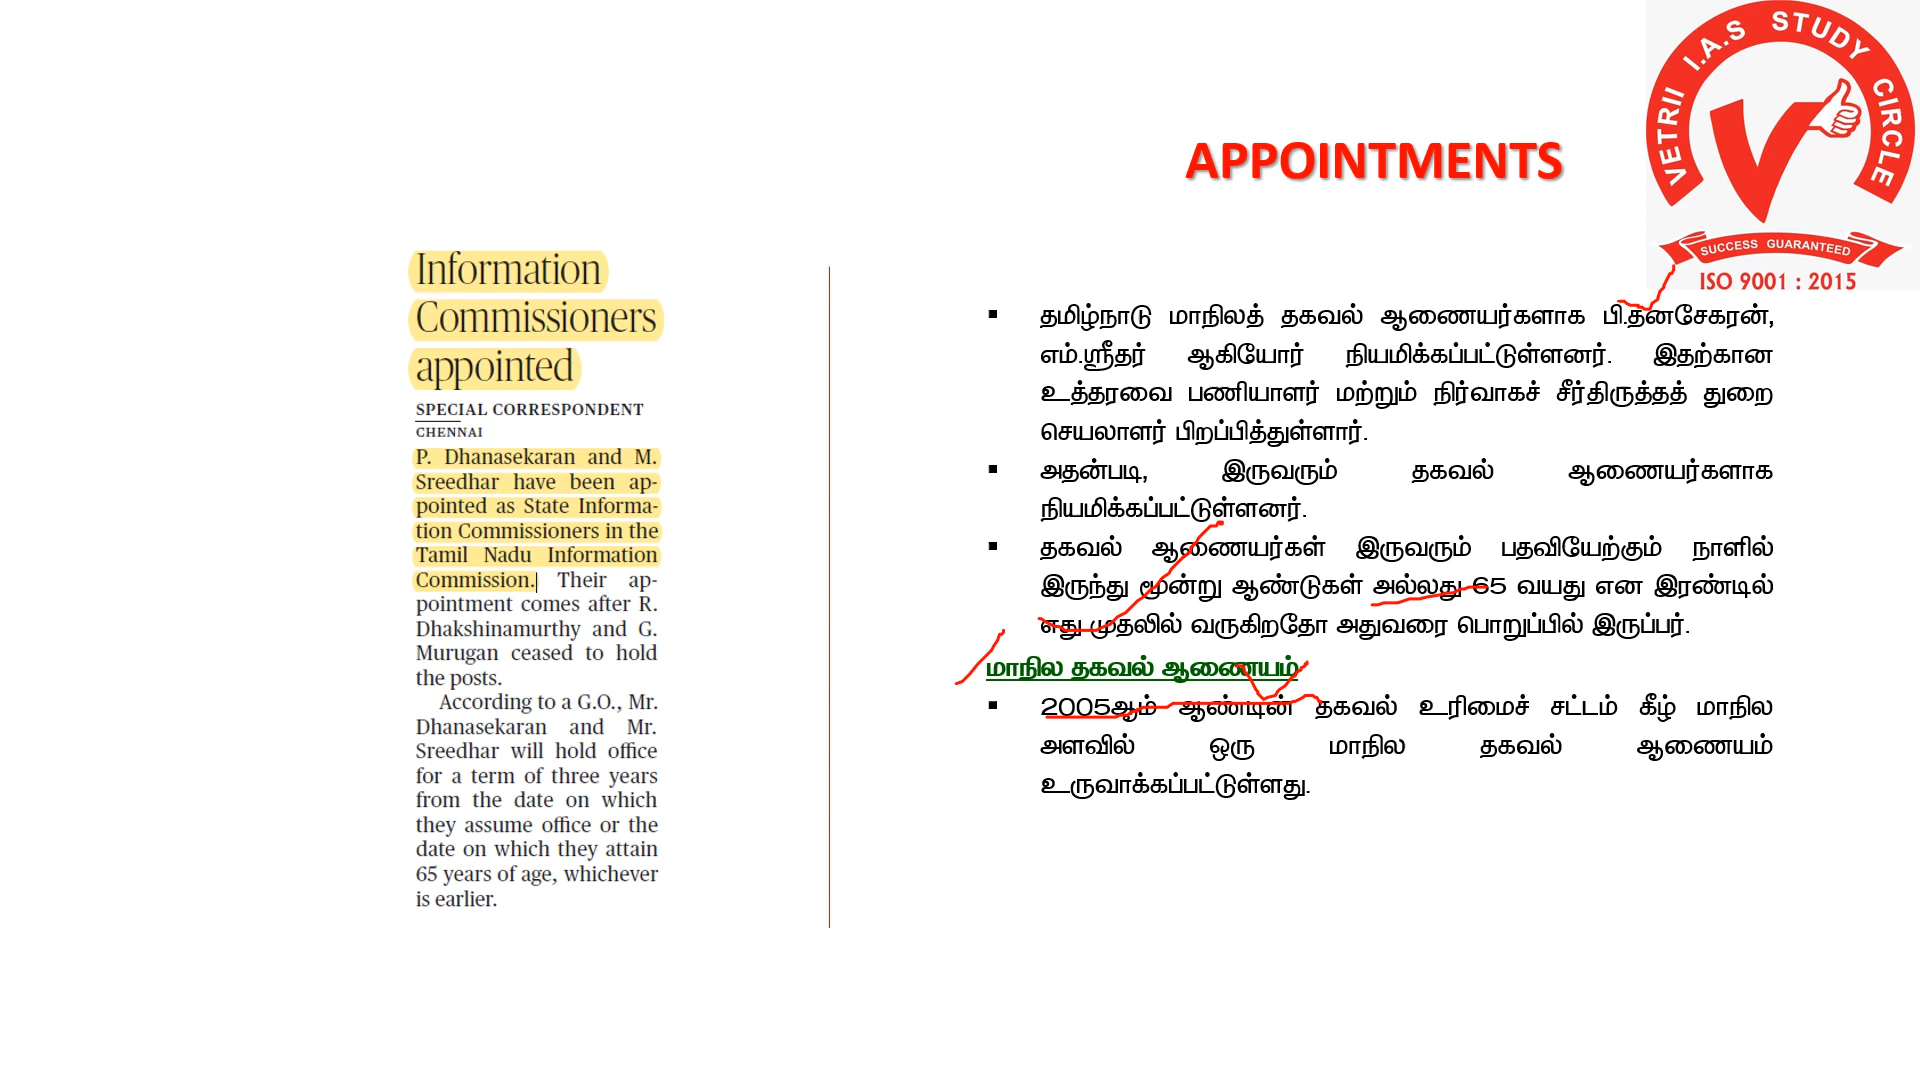 VETRII I.A.S STUDY CIRCLE
SUCCESS GUARANTEED
ISO 9001 : 2015
APPOINTMENTS
Information
Commissioners
appointed
SPECIAL CORRESPONDENT
CHENNAI
P. Dhanasekaran and M.
Sreedhar have been ap-
pointed as State Informa-
tion Commissioners in the
Tamil Nadu Information
Commission. Their ap-
pointment comes after R.
Dhakshinamurthy and G.
Murugan ceased to hold
the posts.
According to a G.O., Mr.
Dhanasekaran and Mr.
Sreedhar will hold office
for a term of three years
from the date on which
they assume office or the
date on which they attain
65 years of age, whichever
is earlier.
▪ தமிழ்நாடு மாநிலத் தகவல் ஆணையர்களாக பி.தனசேகரன்,
எம்.ஸ்ரீதர் ஆகியோர் நியமிக்கப்பட்டுள்ளனர். இதற்கான
உத்தரவை பணியாளர் மற்றும் நிர்வாகச் சீர்திருத்தத் துறை
செயலாளர் பிறப்பித்துள்ளார்.
▪ அதன்படி, இருவரும் தகவல் ஆணையர்களாக
நியமிக்கப்பட்டுள்ளனர்.
▪ தகவல் ஆணையர்கள் இருவரும் பதவியேற்கும் நாளில்
இருந்து மூன்று ஆண்டுகள் அல்லது 65 வயது என இரண்டில்
எது முதலில் வருகிறதோ அதுவரை பொறுப்பில் இருப்பர்.
மாநில தகவல் ஆணையம்
▪ 2005ஆம் ஆண்டின் தகவல் உரிமைச் சட்டம் கீழ் மாநில
அளவில் ஒரு மாநில தகவல் ஆணையம்
உருவாக்கப்பட்டுள்ளது.